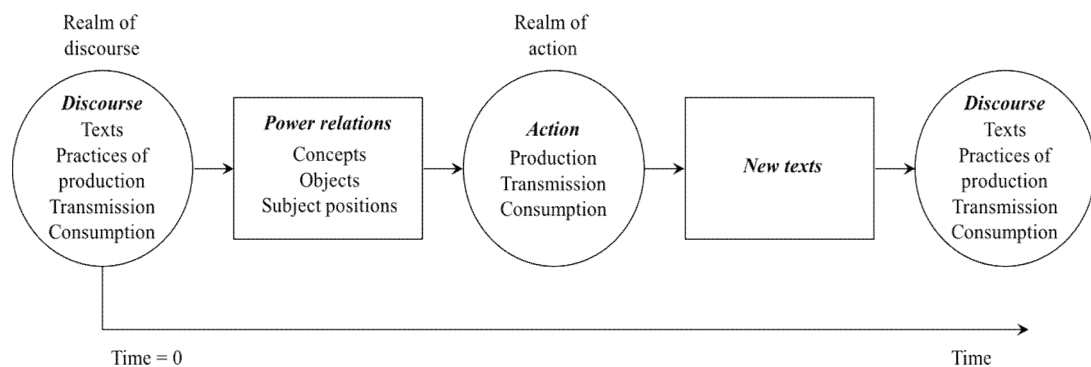 Realm of
discourse
Realm of
action
Discourse
Texts
Practices of
production
Transmission
Consumption
Power relations
Concepts
Objects
Subject positions
Action
Production
Transmission
Consumption
New texts
Discourse
Texts
Practices of
production
Transmission
Consumption
Time = 0
Time